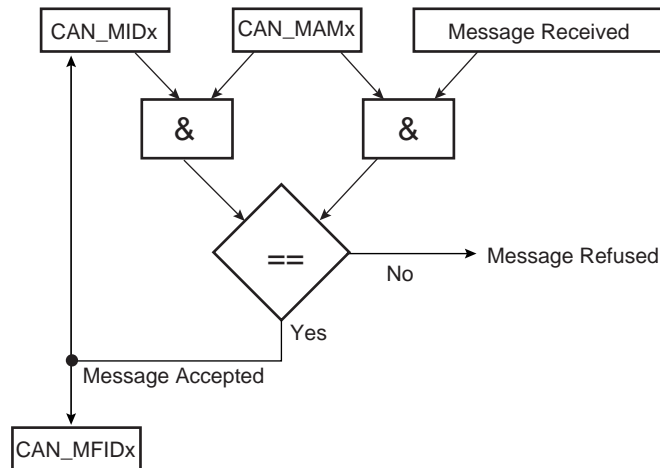 CAN_MIDx
CAN_MAMx
Message Received
&
&
==
No
Message Refused
Yes
Message Accepted
CAN_MFIDx